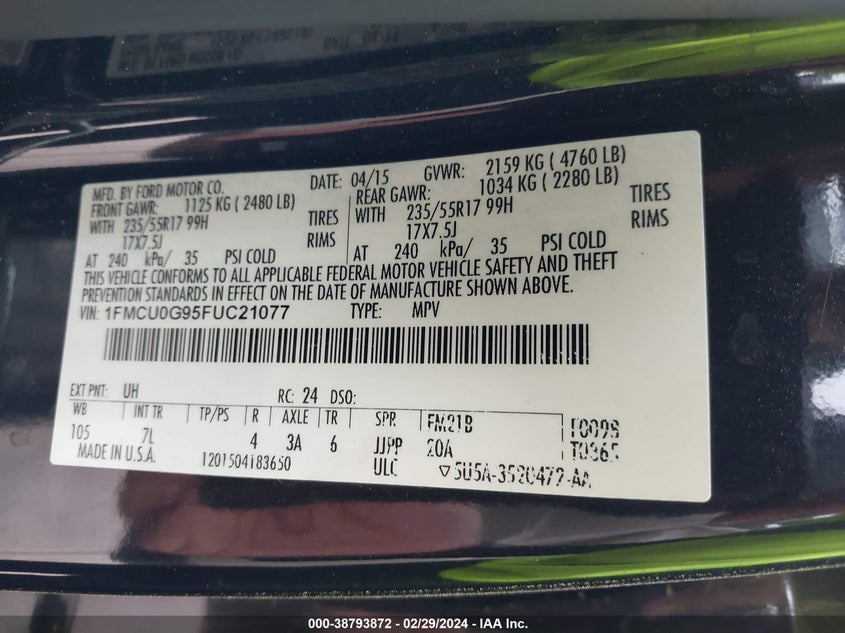 MFD. BY FORD MOTOR CO. DATE: 04/15 GVWR: 2159 KG ( 4760 LB)
FRONT GAWR: 1125 KG ( 2480 LB) REAR GAWR: 1034 KG ( 2280 LB)
WITH 235/55R17 99H TIRES WITH 235/55R17 99H TIRES
17X7.5J RIMS 17X7.5J RIMS
AT 240 kPa/ 35 PSI COLD AT 240 kPa/ 35 PSI COLD
THIS VEHICLE CONFORMS TO ALL APPLICABLE FEDERAL MOTOR VEHICLE SAFETY AND THEFT
PREVENTION STANDARDS IN EFFECT ON THE DATE OF MANUFACTURE SHOWN ABOVE.
VIN: 1FMCU0G95FUC21077 TYPE: MPV
EXT PNT: UH RC: 24 DSO:
WB INT TR TP/PS R AXLE TR SPR FM21B F0098
105 7L 4 3A 6 JJPP 20A T0365
MADE IN U.S.A. 1201504183650 ULC ▽5U5A-3520472-AA
000-38793872 - 02/29/2024 - IAA Inc.